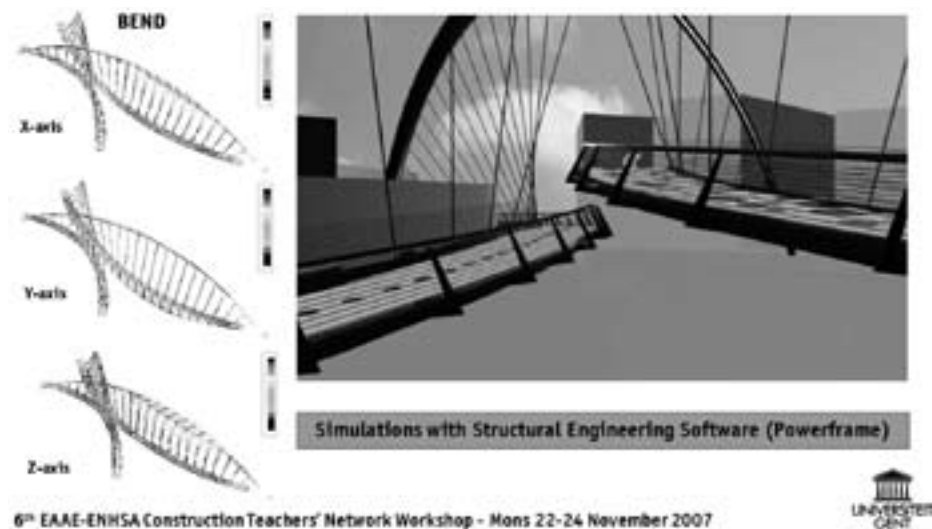 BEND
X-axis
Y-axis
Z-axis
Simulations with Structural Engineering Software (Powerframe)
6th EAAE-ENHSA Construction Teachers' Network Workshop - Mons 22-24 November 2007
UNIVERSITEIT
GENT